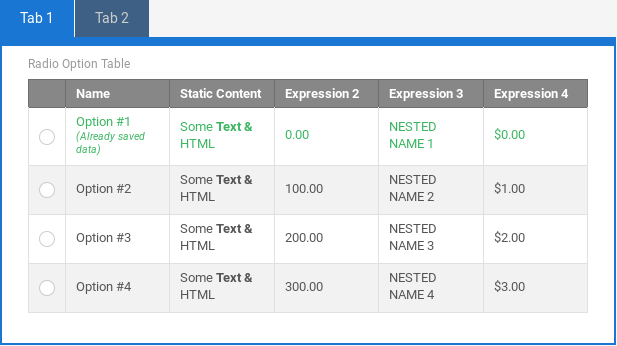 Tab 1 Tab 2
Radio Option Table
Name Static Content Expression 2 Expression 3 Expression 4
Option #1
(Already saved
data)
Some Text &
HTML
0.00
NESTED
NAME 1
$0.00
Option #2
Some Text &
HTML
100.00
NESTED
NAME 2
$1.00
Option #3
Some Text &
HTML
200.00
NESTED
NAME 3
$2.00
Option #4
Some Text &
HTML
300.00
NESTED
NAME 4
$3.00